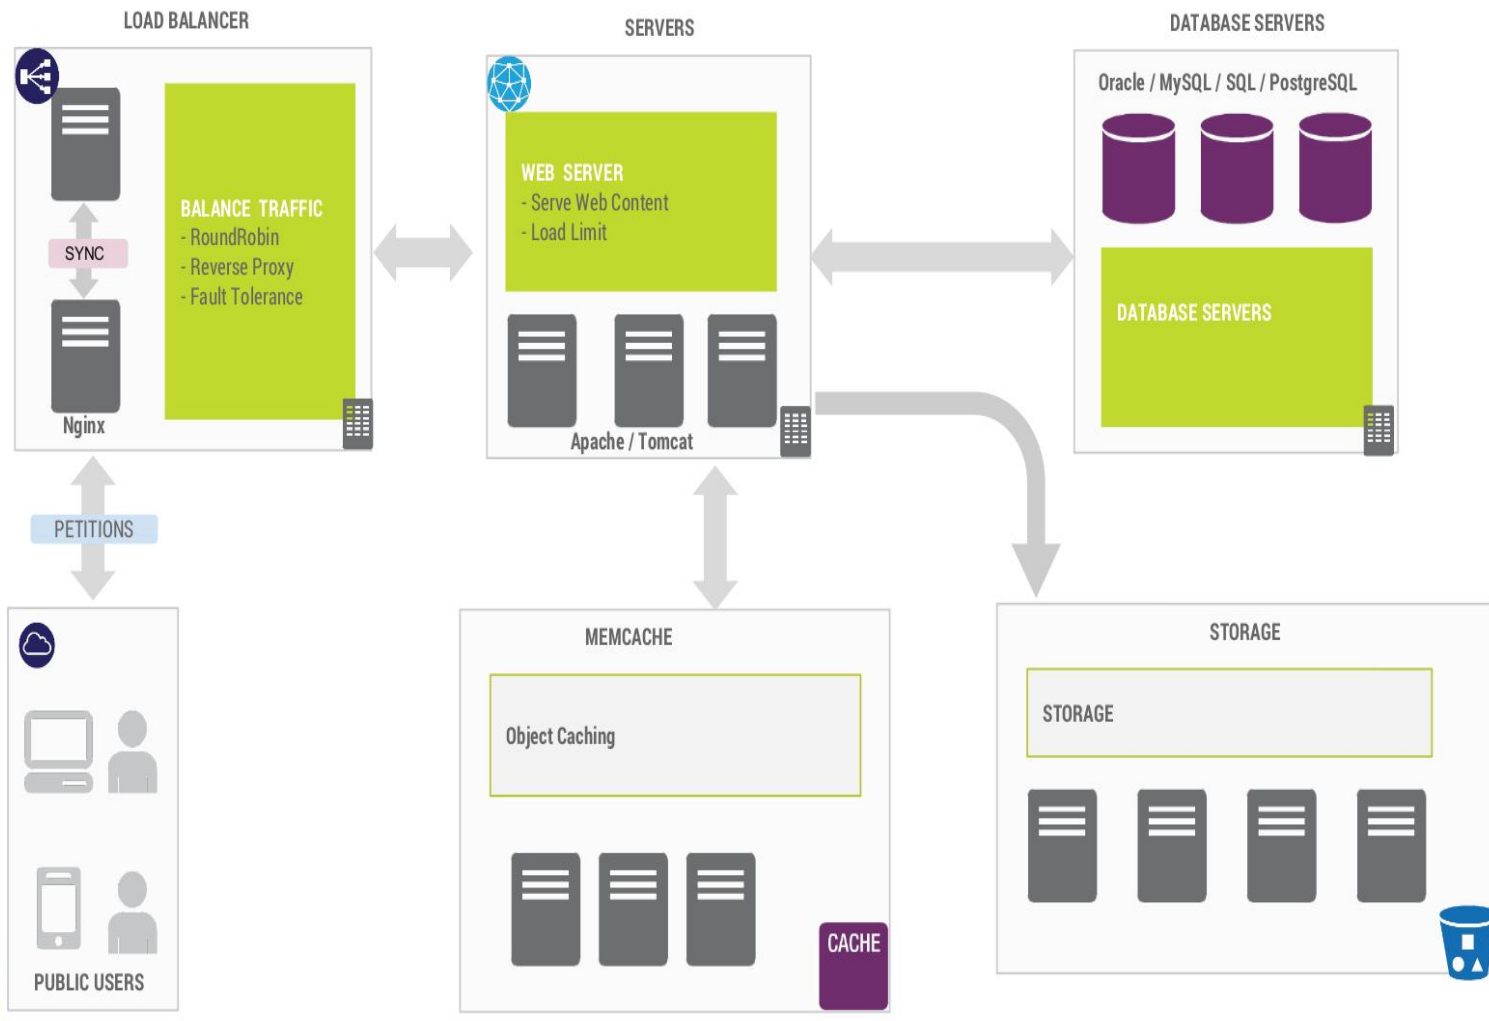 LOAD BALANCER
SERVERS
DATABASE SERVERS
BALANCE TRAFFIC
- RoundRobin
- Reverse Proxy
- Fault Tolerance
SYNC
Nginx
WEB SERVER
- Serve Web Content
- Load Limit
Apache / Tomcat
Oracle / MySQL / SQL / PostgreSQL
DATABASE SERVERS
PETITIONS
PUBLIC USERS
MEMCACHE
Object Caching
CACHE
STORAGE
STORAGE